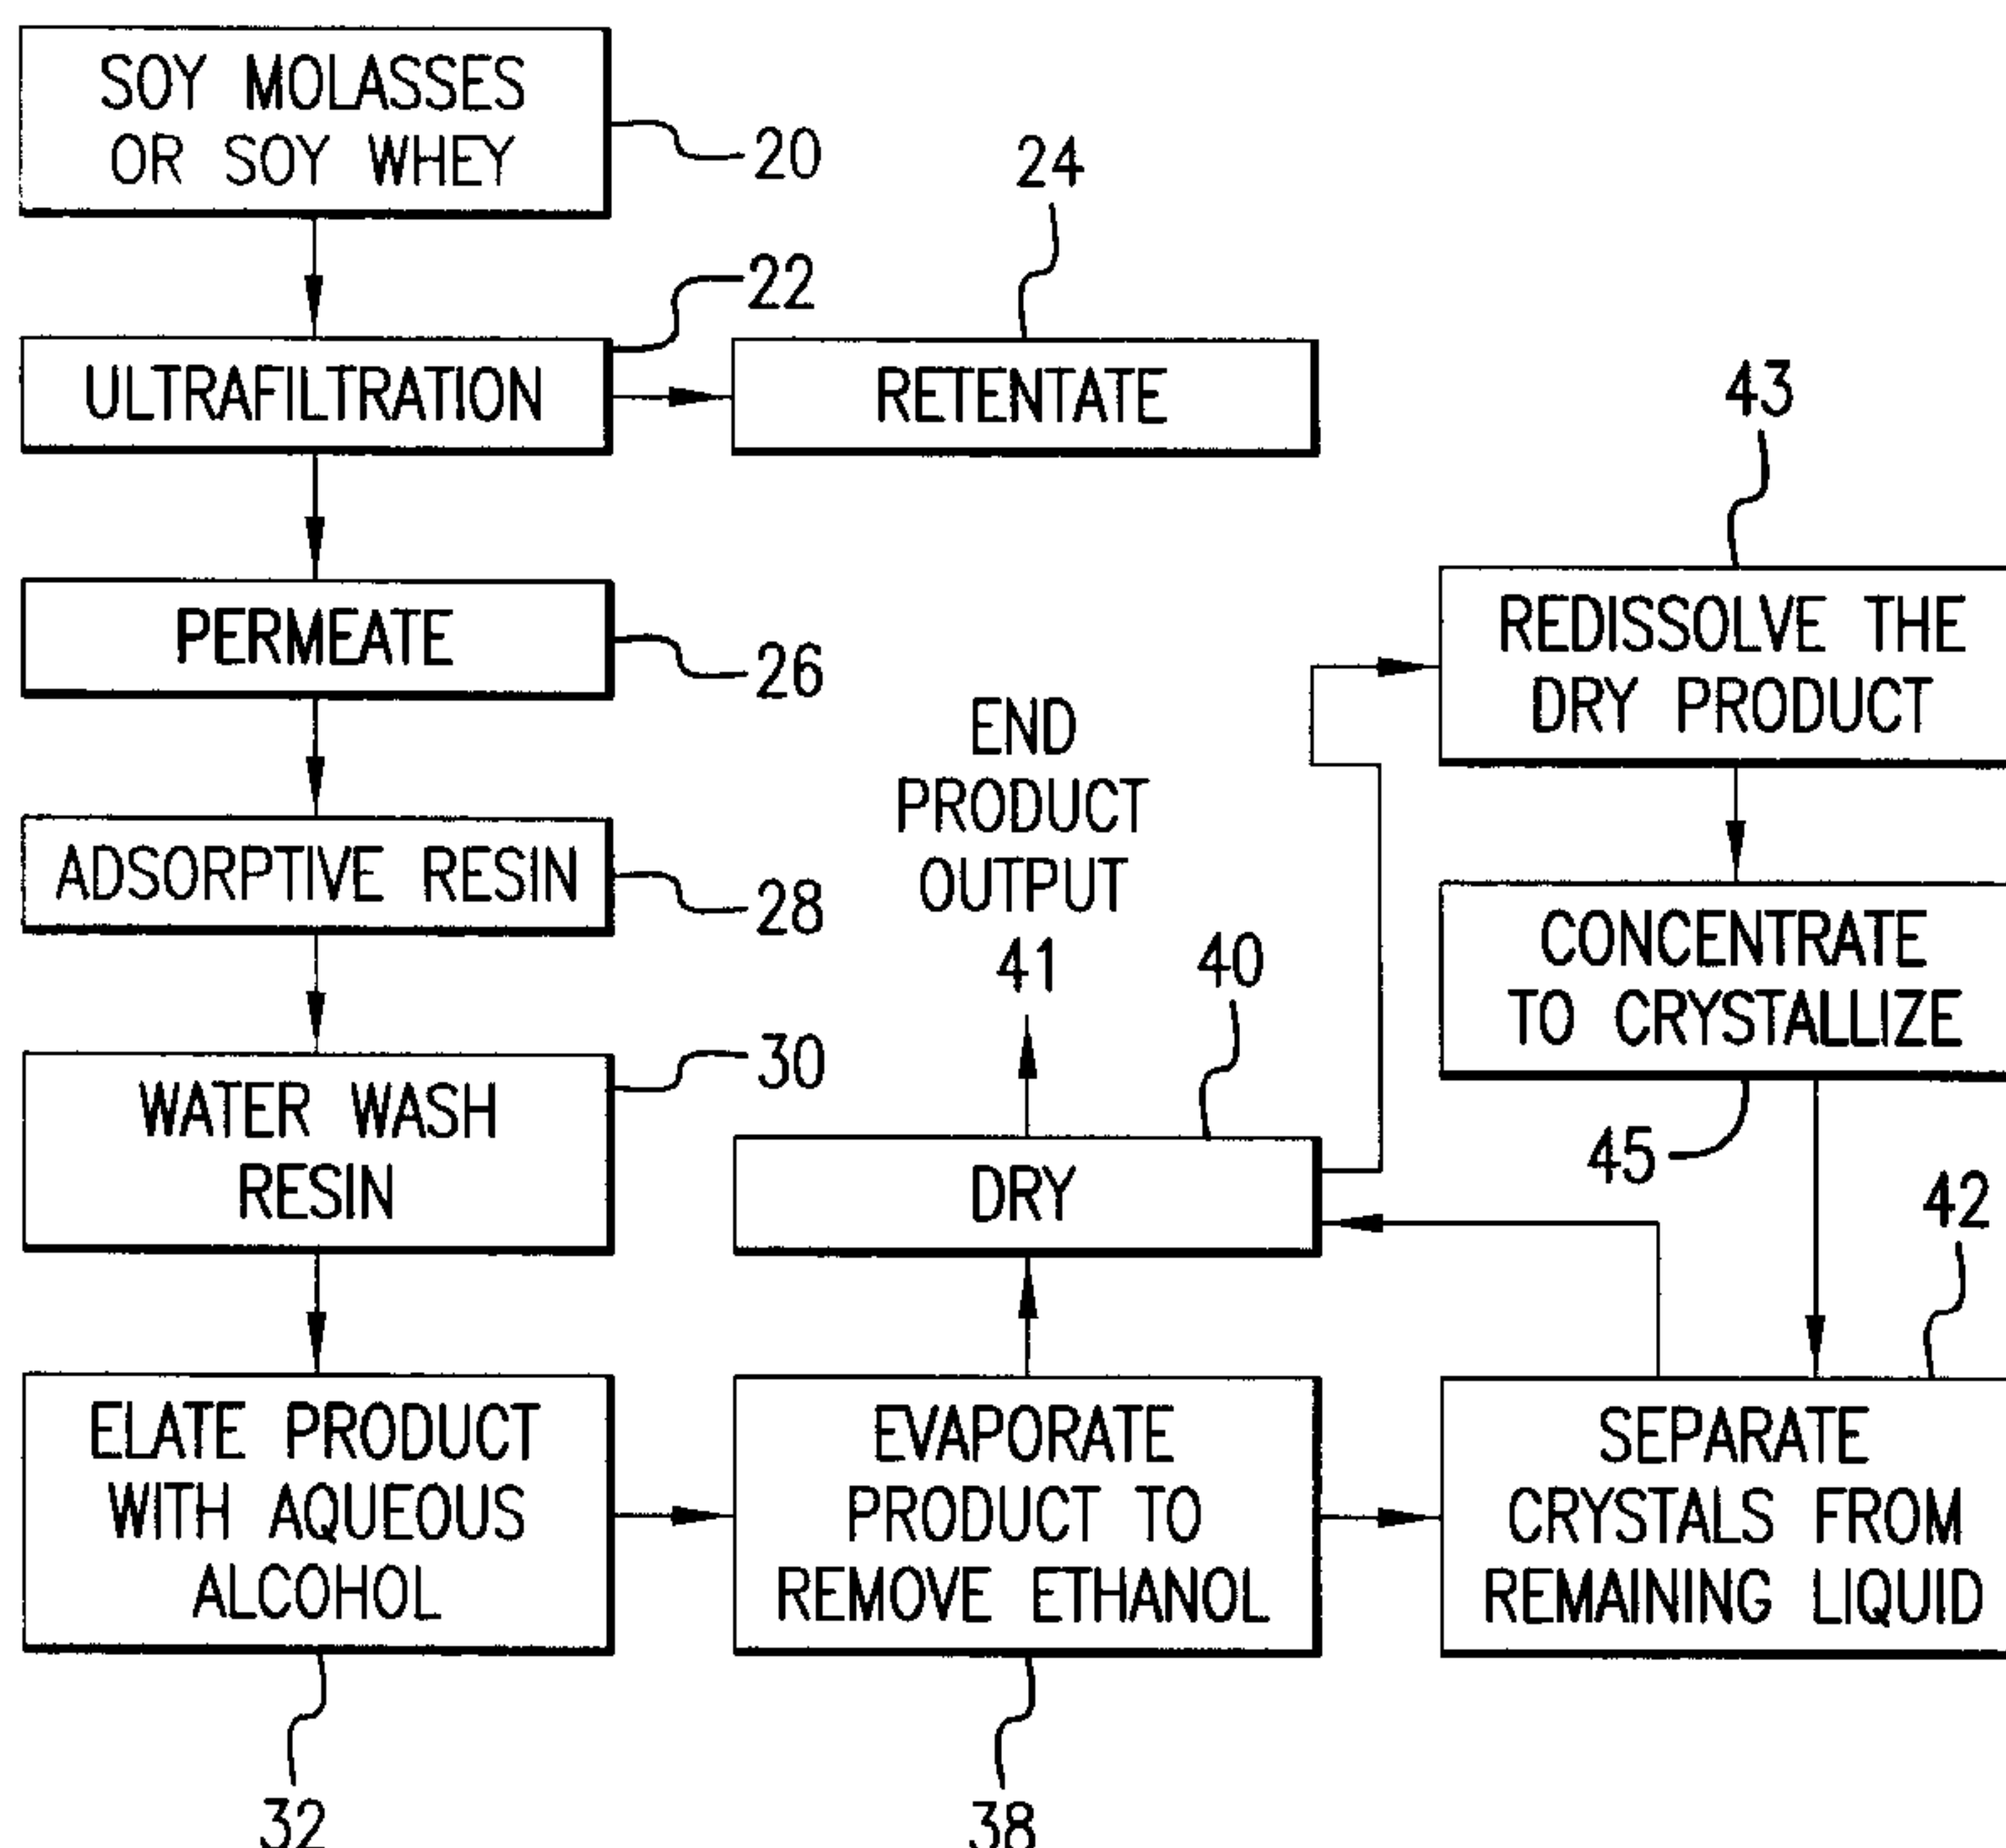 SOY MOLASSES
OR SOY WHEY
20
24
22
ULTRAFILTRATION
RETENTATE
43
PERMEATE
26
REDISSOLVE THE
DRY PRODUCT
END
PRODUCT
OUTPUT
41
ADSORPTIVE RESIN
28
40
CONCENTRATE
TO CRYSTALLIZE
WATER WASH
RESIN
30
DRY
45
42
ELATE PRODUCT
WITH AQUEOUS
ALCOHOL
EVAPORATE
PRODUCT TO
REMOVE ETHANOL
SEPARATE
CRYSTALS FROM
REMAINING LIQUID
32
38